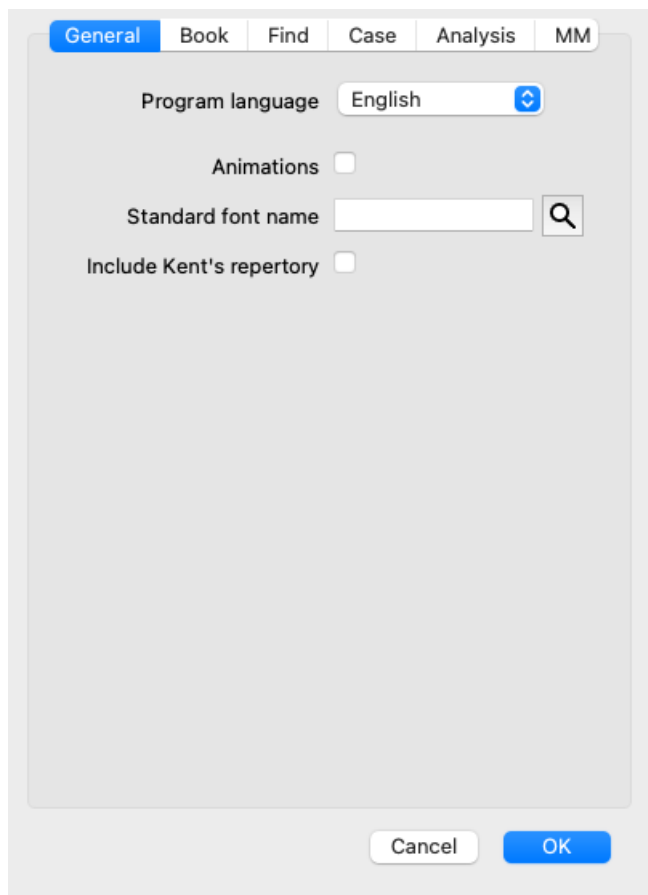 General Book Find Case Analysis MM
Program language English
Animations
Standard font name
Include Kent's repertory
Cancel OK